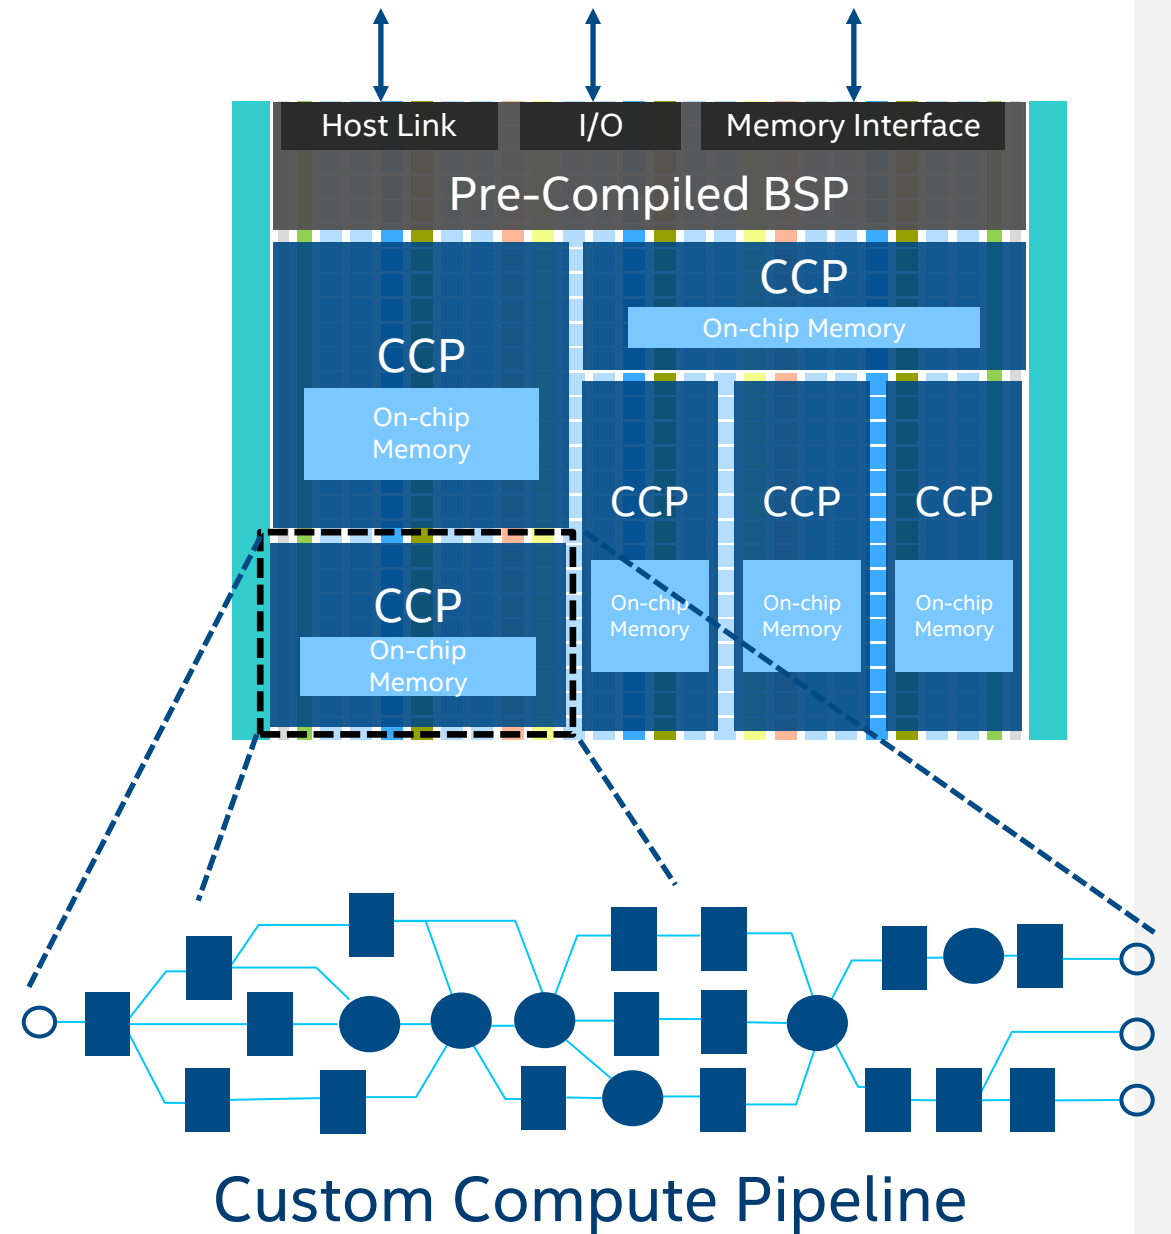 Host Link
I/O
Memory Interface
Pre-Compiled BSP
CCP
On-chip Memory
CCP
On-chip
Memory
CCP
On-chip
Memory
CCP
On-chip
Memory
CCP
On-chip
Memory
CCP
On-chip
Memory
Custom Compute Pipeline